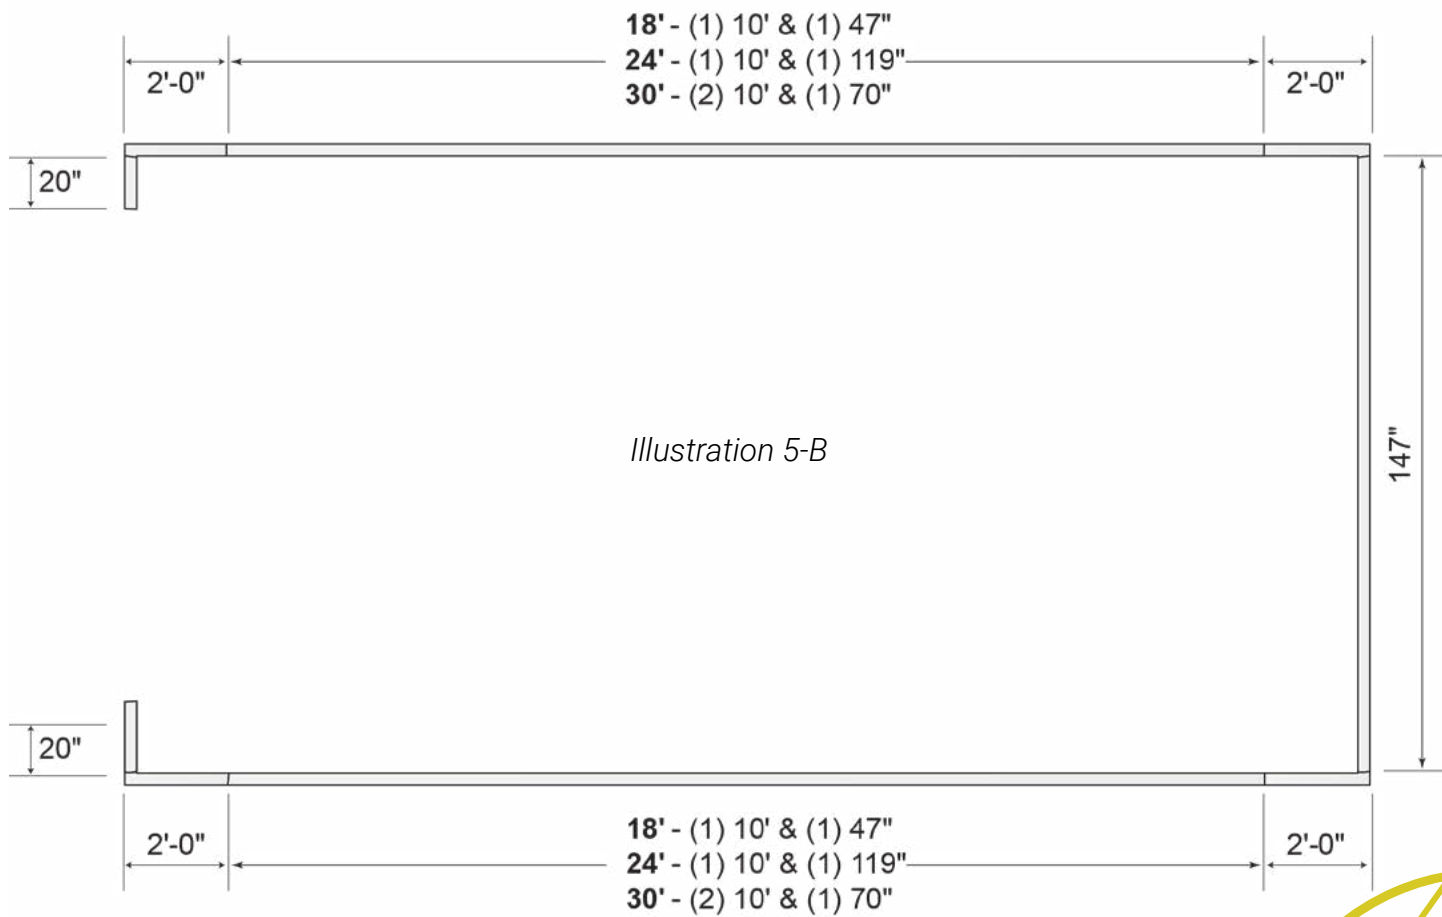 18' - (1) 10' & (1) 47"
24' - (1) 10' & (1) 119"
30' - (2) 10' & (1) 70"
2'-0"
2'-0"
20"
Illustration 5-B
147"
20"
2'-0"
2'-0"
18' - (1) 10' & (1) 47"
24' - (1) 10' & (1) 119"
30' - (2) 10' & (1) 70"